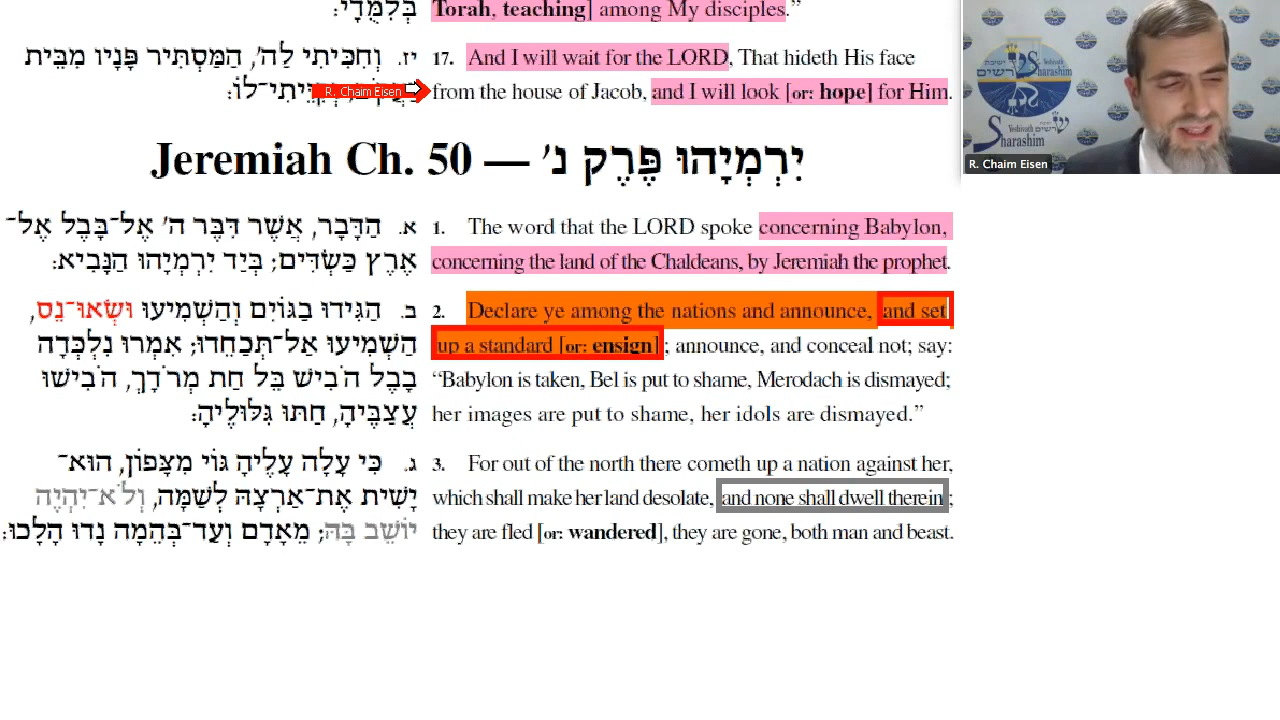 בְּלִמֻּדָי:
Torah, teaching] among My disciples.”
יז. וְחִכִּיתִי לַה', הַמַּסְתִּיר פָּנָיו מִבֵּית
לוֹ:
17. And I will wait for the LORD, That hideth His face
R. Chaim Eisen
from the house of Jacob, and I will look [or: hope] for Him.
Jeremiah Ch. 50 — יִרְמְיָהוּ פֶּרֶק נ'
א. הַדָּבָר, אֲשֶׁר דִּבֶּר ה' אֶל־בָּבֶל אֶל־
אֶרֶץ כַּשְׂדִּים; בְּיַד יִרְמְיָהוּ הַנָּבִיא:
1. The word that the LORD spoke concerning Babylon,
concerning the land of the Chaldeans, by Jeremiah the prophet.
ב. הַגִּידוּ בַגּוֹיִם וְהַשְׁמִיעוּ וּשְׂאוּ־נֵס,
הַשְׁמִיעוּ אַל־תְּכַחֵדוּ; אִמְרוּ נִלְכְּדָה
בָבֶל הֹבִישׁ בֵּל חַת מְרֹדָךְ, הֹבִישׁוּ
עֲצַבֶּיהָ, חַתּוּ גִּלּוּלֶיהָ:
2. Declare ye among the nations and announce, and set
up a standard [or: ensign]; announce, and conceal not; say:
“Babylon is taken, Bel is put to shame, Merodach is dismayed;
her images are put to shame, her idols are dismayed.”
ג. כִּי עָלָה עָלֶיהָ גּוֹי מִצָּפוֹן, הוּא־
יָשִׁית אֶת־אַרְצָהּ לְשַׁמָּה, וְלֹא־יִהְיֶה
יוֹשֵׁב בָּהּ; מֵאָדָם וְעַד־בְּהֵמָה נָדוּ הָלָכוּ:
3. For out of the north there cometh up a nation against her,
which shall make her land desolate, and none shall dwell therein;
they are fled [or: wandered], they are gone, both man and beast.
Yeshivath
Sharashim
Yeshivath שרשים
Sharashim
R. Chaim Eisen